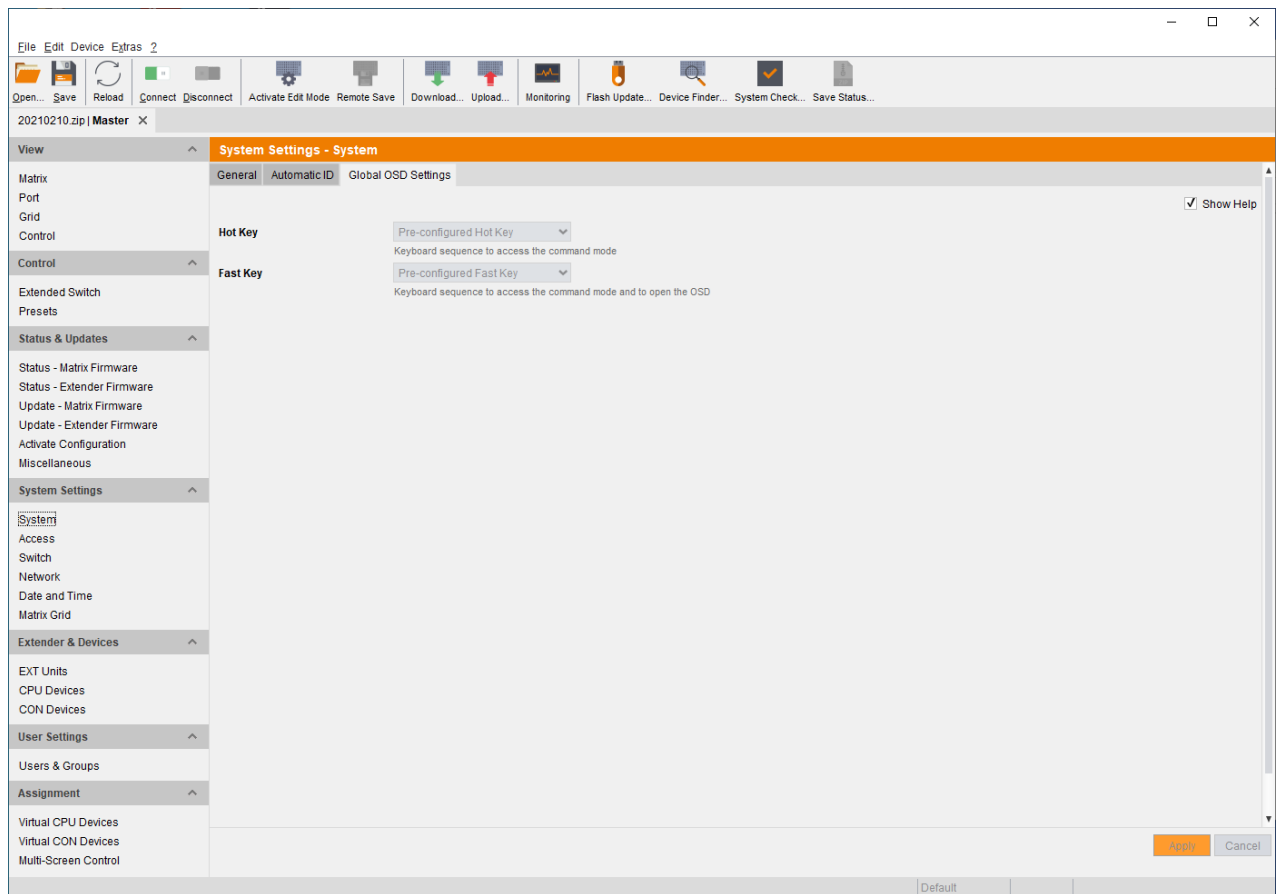 File Edit Device Extras ?
Open... Save Reload Connect Disconnect Activate Edit Mode Remote Save Download... Upload... Monitoring Flash Update... Device Finder... System Check... Save Status...
20210210.zip | Master
View
Matrix
Port
Grid
Control
Control
Extended Switch
Presets
Status & Updates
Status - Matrix Firmware
Status - Extender Firmware
Update - Matrix Firmware
Update - Extender Firmware
Activate Configuration
Miscellaneous
System Settings
System
Access
Switch
Network
Date and Time
Matrix Grid
Extender & Devices
EXT Units
CPU Devices
CON Devices
User Settings
Users & Groups
Assignment
Virtual CPU Devices
Virtual CON Devices
Multi-Screen Control
System Settings - System
General Automatic ID Global OSD Settings
Show Help
Hot Key Pre-configured Hot Key
Keyboard sequence to access the command mode
Fast Key Pre-configured Fast Key
Keyboard sequence to access the command mode and to open the OSD
Apply Cancel
Default